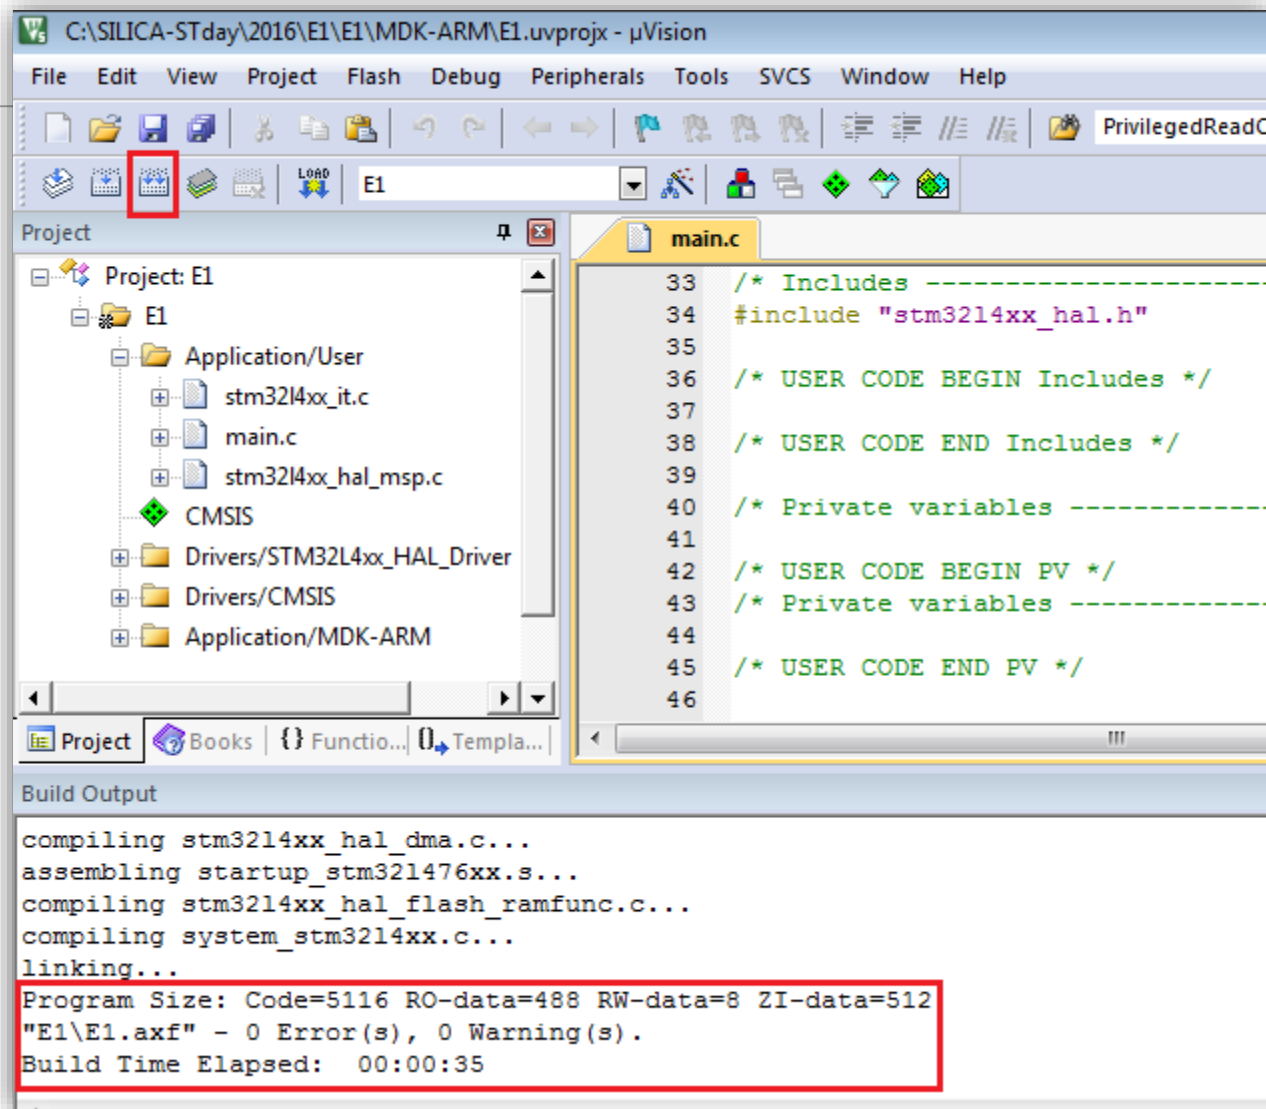 C:\SILICA-STday\2016\E1\E1\MDK-ARM\E1.uvprojx - µVision
File Edit View Project Flash Debug Peripherals Tools SVCS Window Help
PrivilegedReadC
LOAD E1
Project
main.c
Project: E1
E1
Application/User
stm32l4xx_it.c
main.c
stm32l4xx_hal_msp.c
CMSIS
Drivers/STM32L4xx_HAL_Driver
Drivers/CMSIS
Application/MDK-ARM
Project Books {} Functio... 0 Templa...
33 /* Includes ---------------------
34 #include "stm32l4xx_hal.h"
35
36 /* USER CODE BEGIN Includes */
37
38 /* USER CODE END Includes */
39
40 /* Private variables -------------
41
42 /* USER CODE BEGIN PV */
43 /* Private variables -------------
44
45 /* USER CODE END PV */
46
Build Output
compiling stm32l4xx_hal_dma.c...
assembling startup_stm32l476xx.s...
compiling stm32l4xx_hal_flash_ramfunc.c...
compiling system_stm32l4xx.c...
linking...
Program Size: Code=5116 RO-data=488 RW-data=8 ZI-data=512
"E1\E1.axf" - 0 Error(s), 0 Warning(s).
Build Time Elapsed:  00:00:35